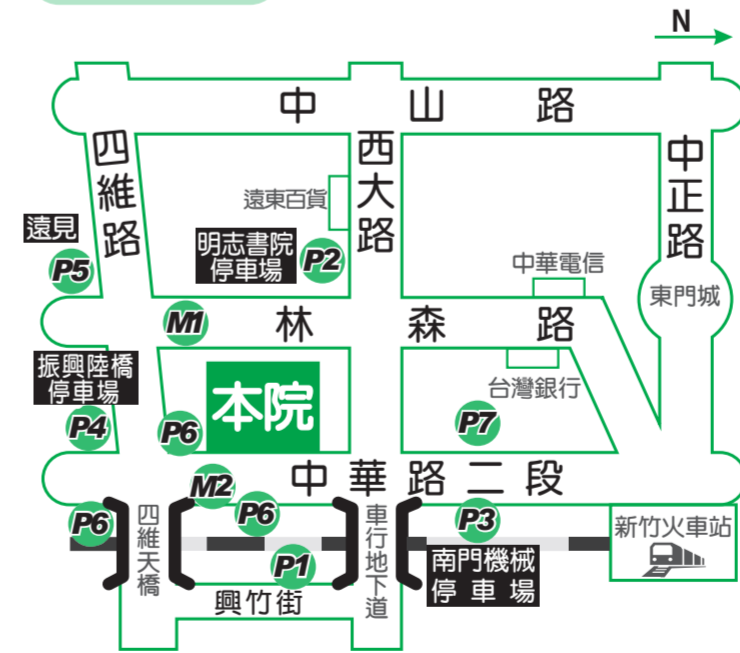 N
中山路
四維路
西大路
中正路
遠東百貨
遠見
P5
明志書院
停車場
P2
中華電信
東門城
M1
林森路
振興陸橋
停車場
P4
P6
本院
台灣銀行
P7
M2
中華路二段
P6
四維天橋
P6
P1
車行地下道
P3
南門機械
停車場
新竹火車站
興竹街